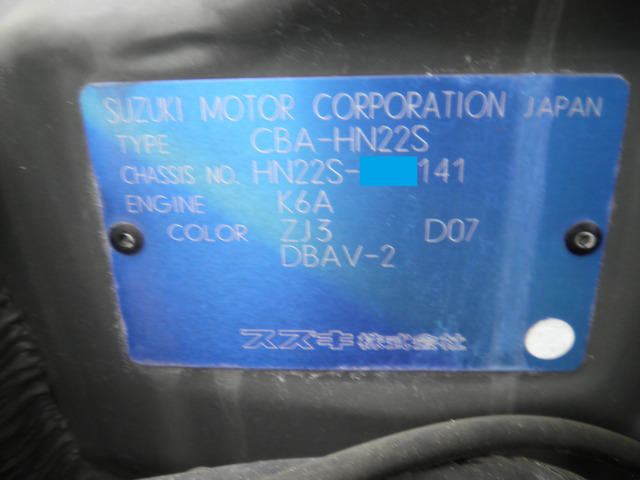 SUZUKI MOTOR CORPORATION JAPAN
TYPE CBA-HN22S
CHASSIS NO. HN22S- 141
ENGINE K6A
COLOR ZJ3 D07
DBAV-2
スズキ株式会社